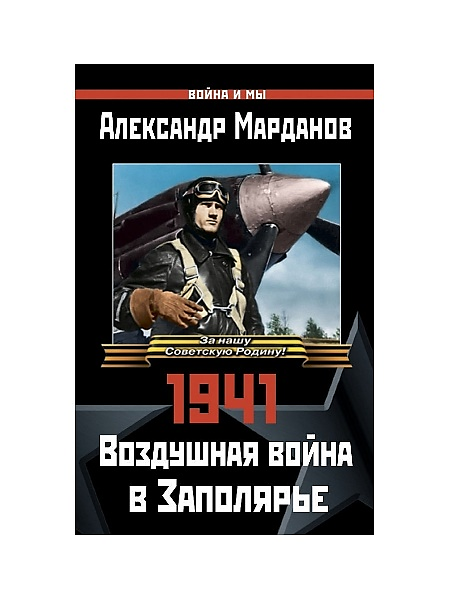 ВОЙНА И МЫ
Александр Марданов
За нашу
Советскую Родину!
1941
Воздушная война
в Заполярье